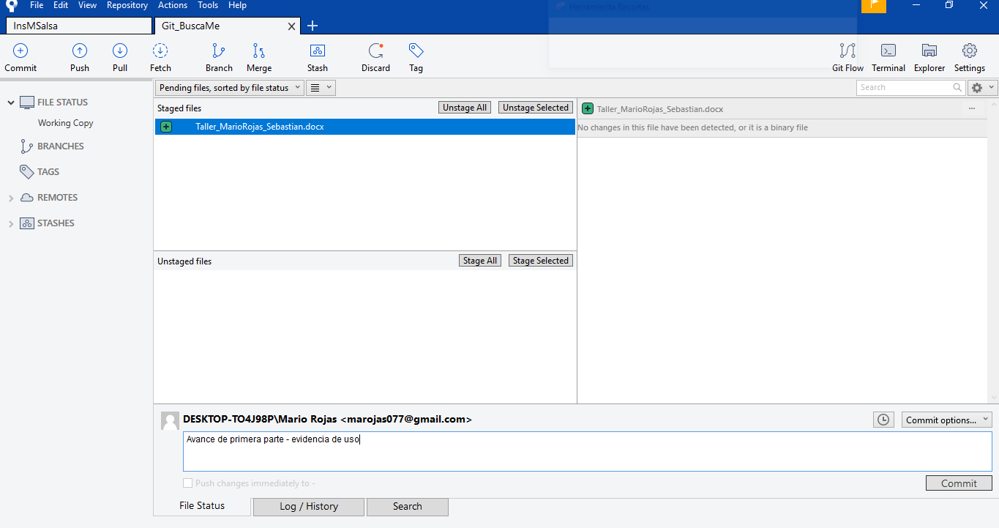 File Edit View Repository Actions Tools Help
Herramienta Recortes
InsMSalsa Git_BuscaMe
Commit Push Pull Fetch Branch Merge Stash Discard Tag Git Flow Terminal Explorer Settings
Pending files, sorted by file status Search
FILE STATUS
Working Copy
BRANCHES
TAGS
REMOTES
STASHES
Staged files Unstage All Unstage Selected
Taller_MarioRojas_Sebastian.docx
Unstaged files Stage All Stage Selected
Taller_MarioRojas_Sebastian.docx ...
No changes in this file have been detected, or it is a binary file
DESKTOP-TO4J98P\Mario Rojas <marojas077@gmail.com> Commit options...
Avance de primera parte - evidencia de uso
Push changes immediately to -
Commit
File Status Log / History Search